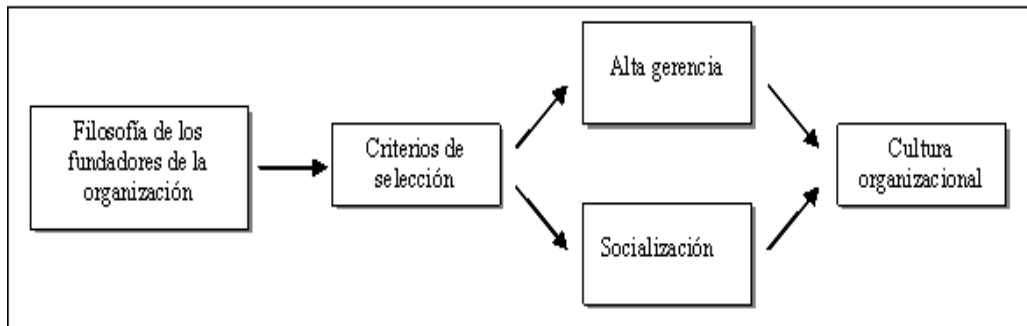 Filosofía de los
fundadores de la
organización
Criterios de
selección
Alta gerencia
Socialización
Cultura
organizacional